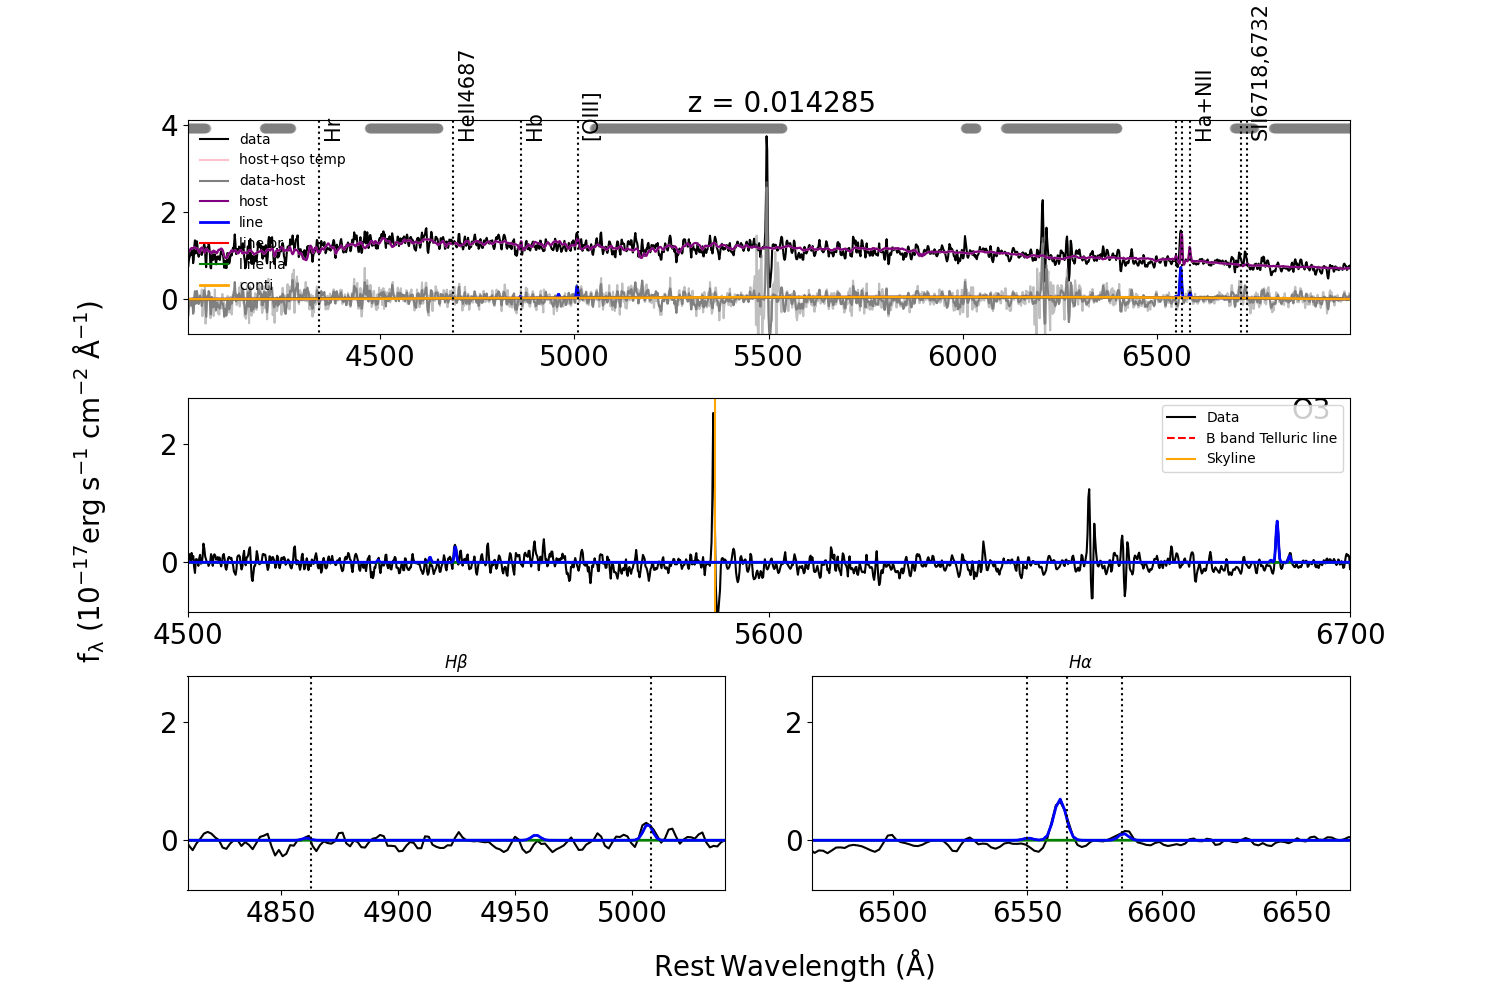 z = 0.014285
Hr
HeII4687
Hb
[OIII]
Ha+NII
SII6718,6732
4
2
0
data
host+qso temp
data-host
host
line
line br
line na
conti
4500
5000
5500
6000
6500
f_λ (10^−17 erg s^−1 cm^−2 Å^−1)
O3
Data
B band Telluric line
Skyline
2
0
4500
5600
6700
Hβ
2
0
4850
4900
4950
5000
Hα
2
0
6500
6550
6600
6650
Rest Wavelength (Å)